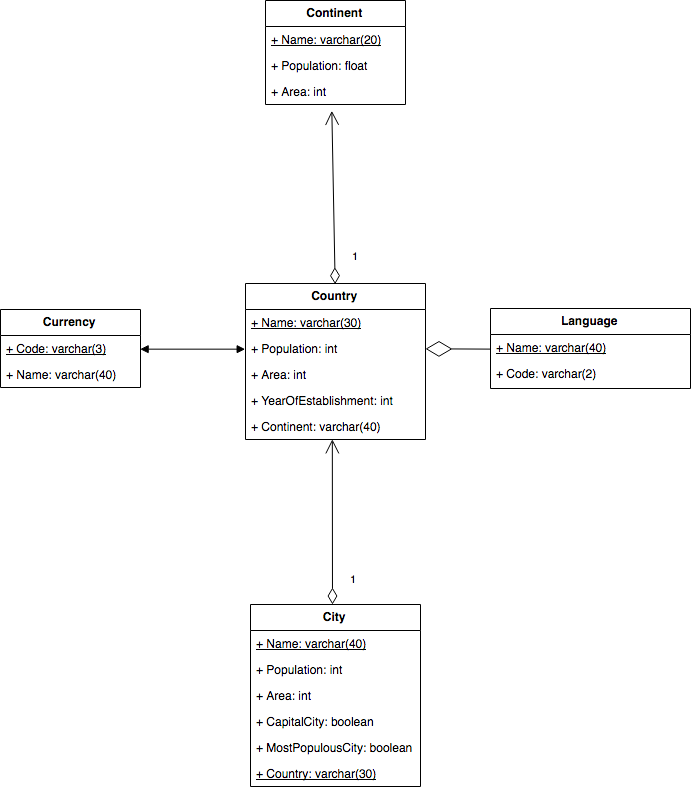 Continent
+ Name: varchar(20)
+ Population: float
+ Area: int
1
Country
+ Name: varchar(30)
+ Population: int
+ Area: int
+ YearOfEstablishment: int
+ Continent: varchar(40)
Currency
+ Code: varchar(3)
+ Name: varchar(40)
Language
+ Name: varchar(40)
+ Code: varchar(2)
1
City
+ Name: varchar(40)
+ Population: int
+ Area: int
+ CapitalCity: boolean
+ MostPopulousCity: boolean
+ Country: varchar(30)